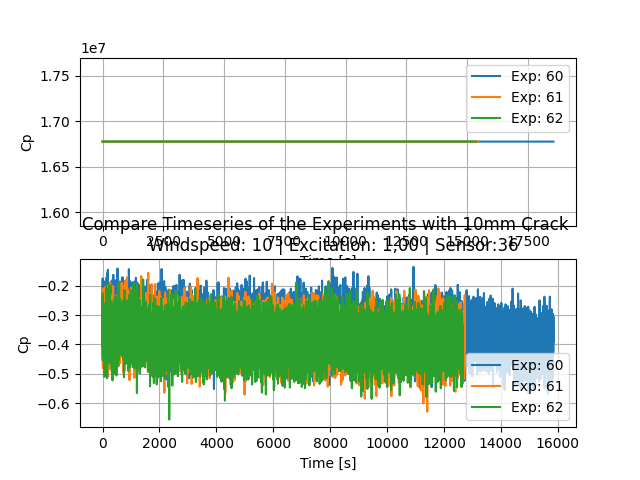 1e7
1.75
1.70
1.65
1.60
Cp
Exp: 60
Exp: 61
Exp: 62
0 2500 5000 7500 10000 12500 15000 17500
Time [s]
Compare Timeseries of the Experiments with 10mm Crack
Windspeed: 10 | Excitation: 1,00 | Sensor:36
−0.2
−0.3
−0.4
−0.5
−0.6
Cp
Exp: 60
Exp: 61
Exp: 62
0 2000 4000 6000 8000 10000 12000 14000 16000
Time [s]